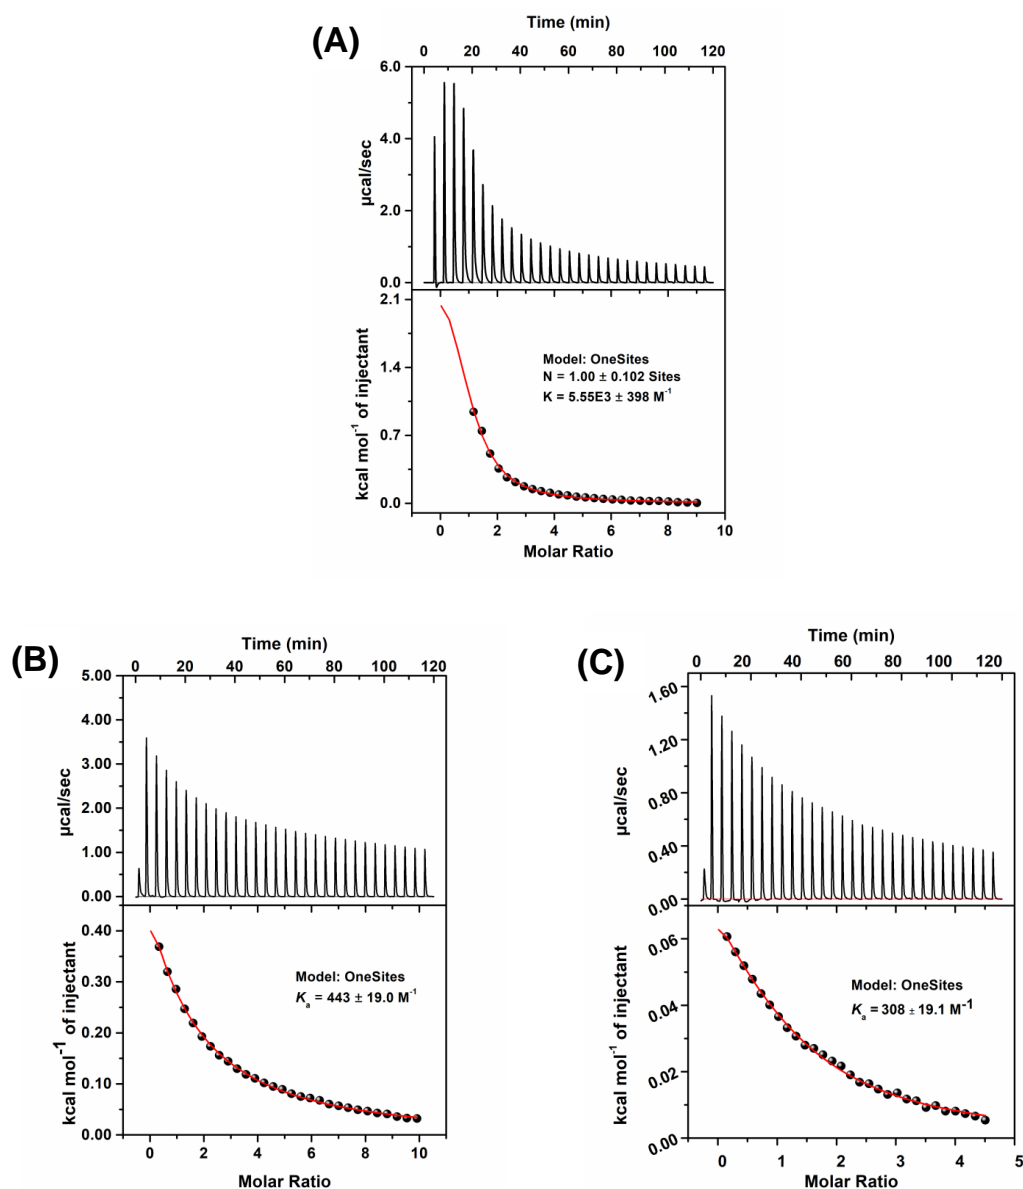 (A)
Time (min)
0 20 40 60 80 100 120
6.0
4.0
2.0
0.0
µcal/sec
2.1
1.4
0.7
0.0
kcal mol⁻¹ of injectant
Model: OneSites
N = 1.00 ± 0.102 Sites
K = 5.55E3 ± 398 M⁻¹
0 2 4 6 8 10
Molar Ratio
(B)
Time (min)
0 20 40 60 80 100 120
5.00
4.00
3.00
2.00
1.00
0.00
µcal/sec
0.40
0.30
0.20
0.10
0.00
kcal mol⁻¹ of injectant
Model: OneSites
Kₐ = 443 ± 19.0 M⁻¹
0 2 4 6 8 10
Molar Ratio
(C)
Time (min)
0 20 40 60 80 100 120
1.60
1.20
0.80
0.40
0.00
µcal/sec
0.06
0.04
0.02
0.00
kcal mol⁻¹ of injectant
Model: OneSites
Kₐ = 308 ± 19.1 M⁻¹
0 1 2 3 4 5
Molar Ratio